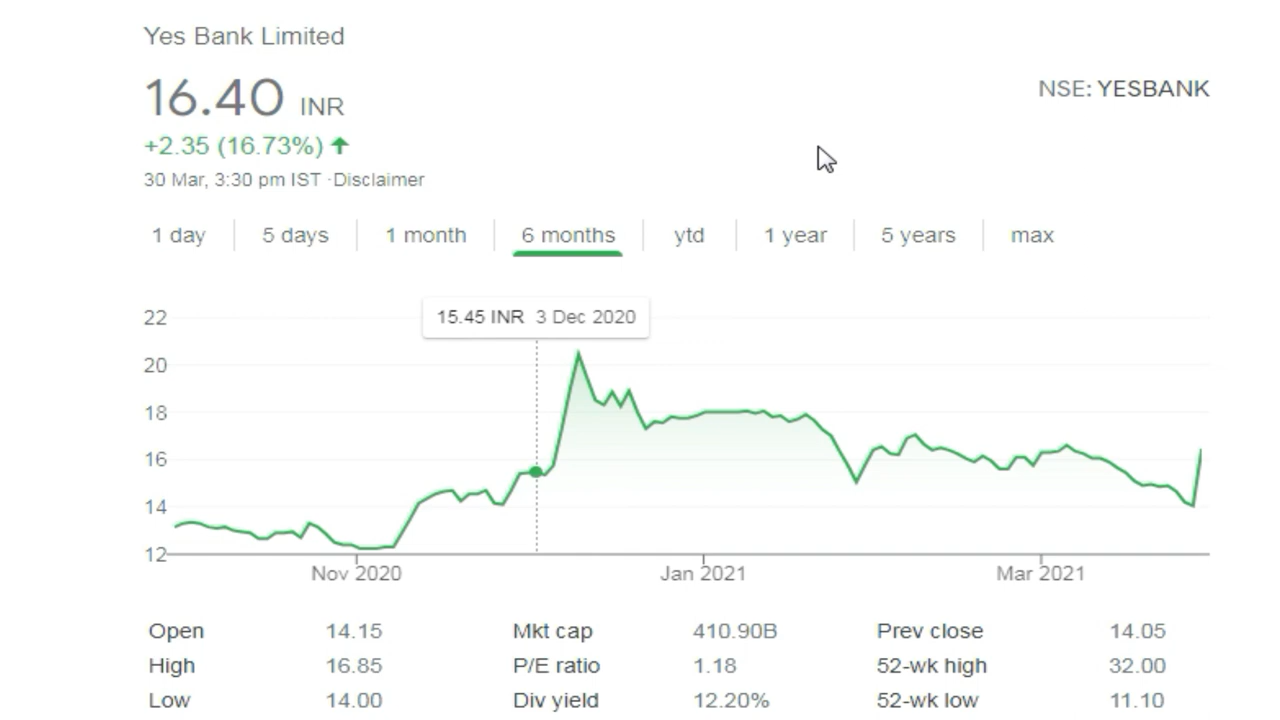 Yes Bank Limited
16.40 INR
NSE: YESBANK
+2.35 (16.73%) ↑
30 Mar, 3:30 pm IST ·Disclaimer
1 day 5 days 1 month 6 months ytd 1 year 5 years max
15.45 INR 3 Dec 2020
22
20
18
16
14
12
Nov 2020 Jan 2021 Mar 2021
Open 14.15 Mkt cap 410.90B Prev close 14.05
High 16.85 P/E ratio 1.18 52-wk high 32.00
Low 14.00 Div yield 12.20% 52-wk low 11.10